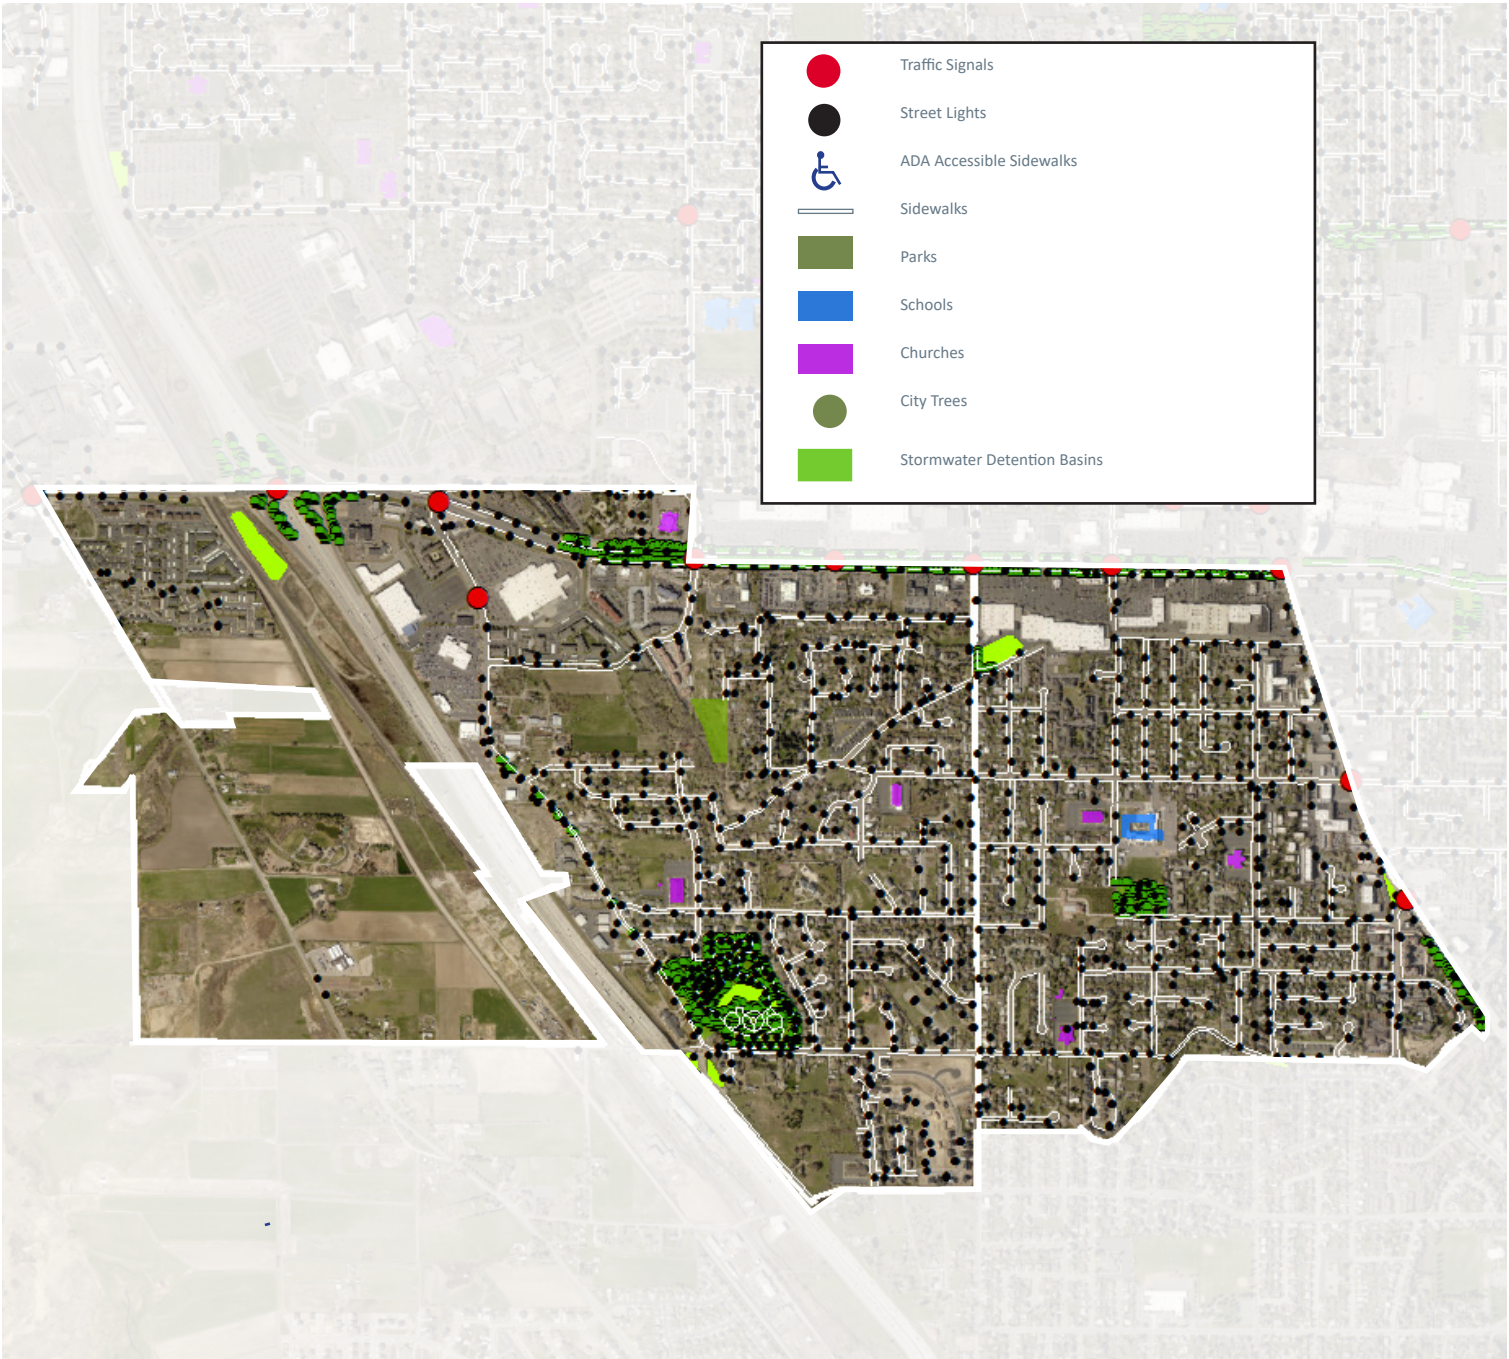 Traffic Signals
Street Lights
ADA Accessible Sidewalks
Sidewalks
Parks
Schools
Churches
City Trees
Stormwater Detention Basins